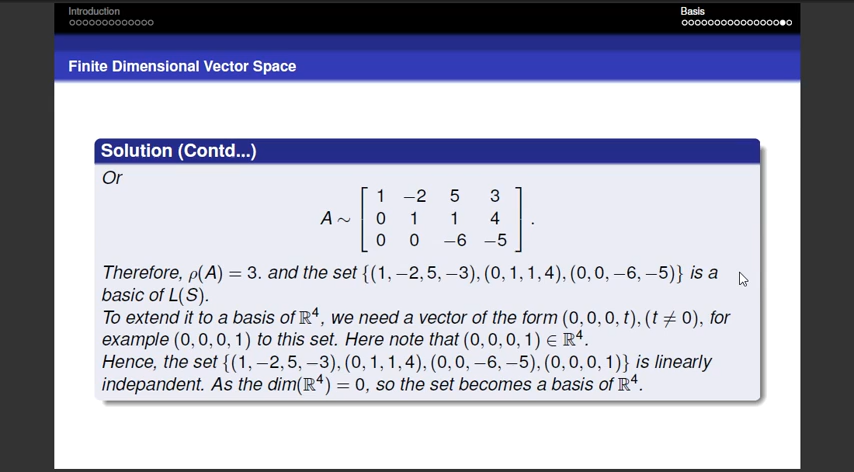 Introduction
Basis
Finite Dimensional Vector Space
Solution (Contd...)
Or
A ∼ [ 1 −2 5 3
0 1 1 4
0 0 −6 −5 ] .
Therefore, ρ(A) = 3. and the set {(1, −2, 5, −3), (0, 1, 1, 4), (0, 0, −6, −5)} is a
basic of L(S).
To extend it to a basis of ℝ⁴, we need a vector of the form (0, 0, 0, t), (t ≠ 0), for
example (0, 0, 0, 1) to this set. Here note that (0, 0, 0, 1) ∈ ℝ⁴.
Hence, the set {(1, −2, 5, −3), (0, 1, 1, 4), (0, 0, −6, −5), (0, 0, 0, 1)} is linearly
independent. As the dim(ℝ⁴) = 0, so the set becomes a basis of ℝ⁴.